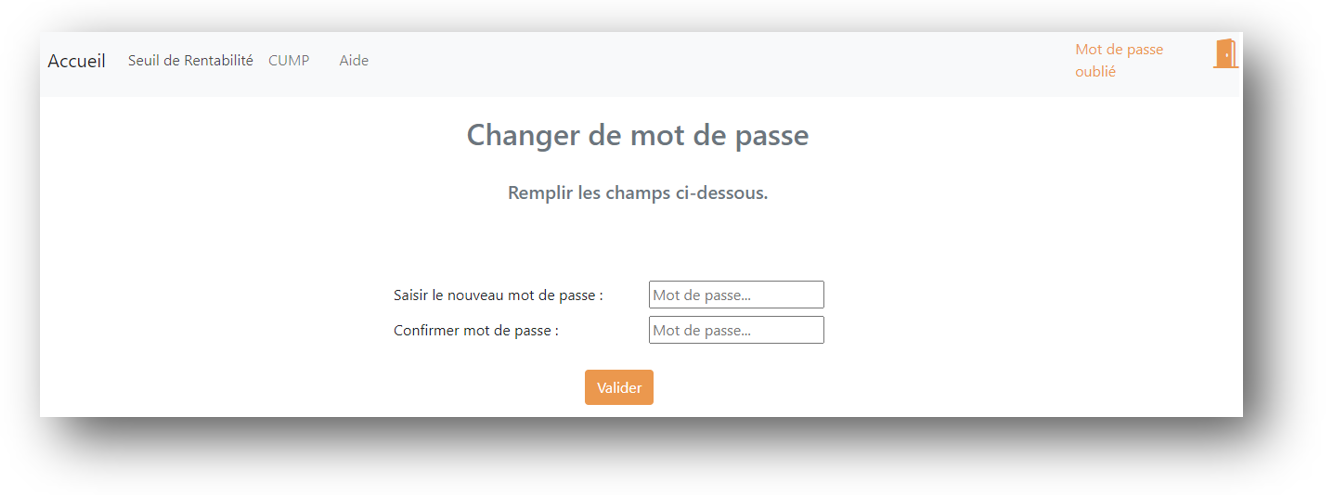 Accueil Seuil de Rentabilité CUMP Aide Mot de passe
oublié
Changer de mot de passe
Remplir les champs ci-dessous.
Saisir le nouveau mot de passe : Mot de passe...
Confirmer mot de passe : Mot de passe...
Valider